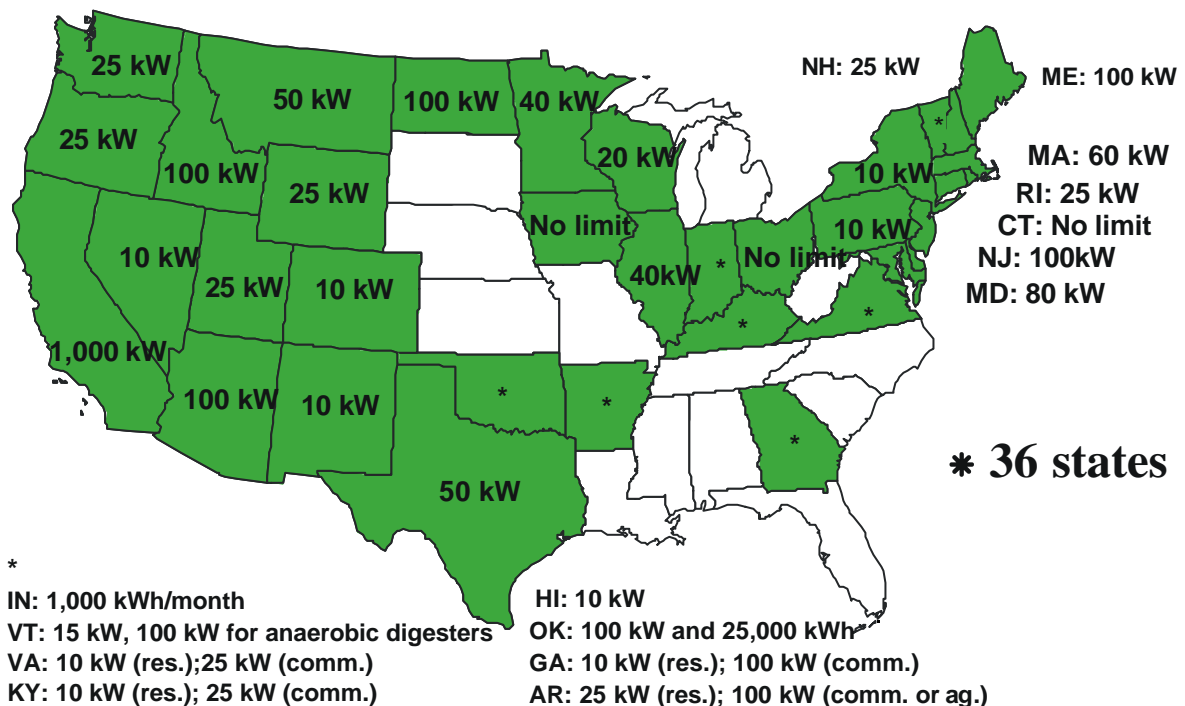 NH: 25 kW
ME: 100 kW
25 kW
50 kW
100 kW
40 kW
25 kW
20 kW
100 kW
25 kW
10 kW
*
MA: 60 kW
RI: 25 kW
CT: No limit
NJ: 100kW
MD: 80 kW
No limit
10 kW
10 kW
25 kW
10 kW
40kW
*
No limit
*
*
1,000 kW
100 kW
10 kW
*
*
*
50 kW
* 36 states
*
IN: 1,000 kWh/month
VT: 15 kW, 100 kW for anaerobic digesters
VA: 10 kW (res.);25 kW (comm.)
KY: 10 kW (res.); 25 kW (comm.)
HI: 10 kW
OK: 100 kW and 25,000 kWh
GA: 10 kW (res.); 100 kW (comm.)
AR: 25 kW (res.); 100 kW (comm. or ag.)